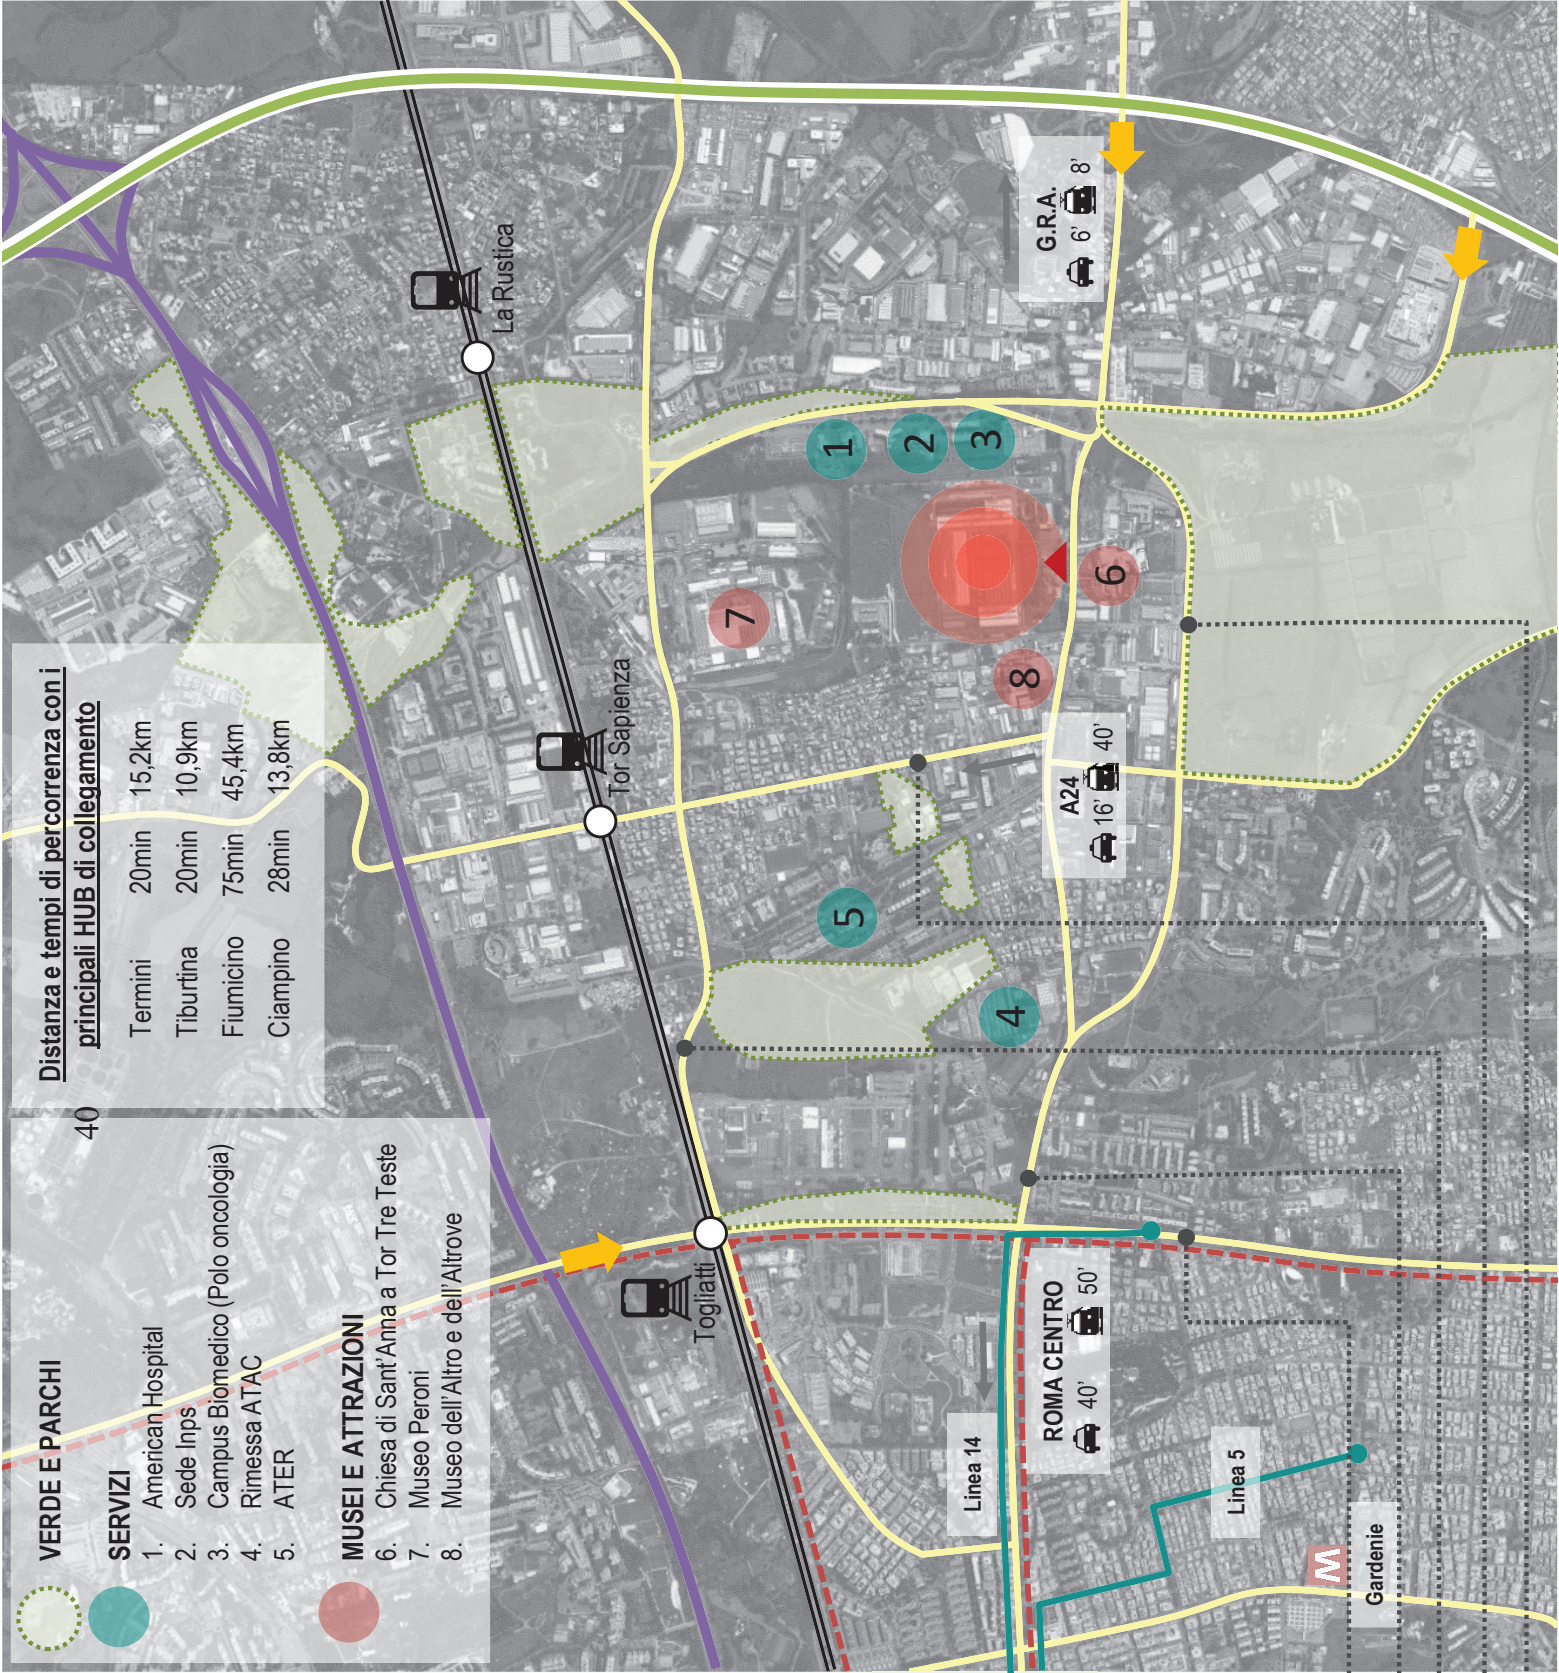 VERDE E PARCHI
SERVIZI
1. American Hospital
2. Sede Inps
3. Campus Biomedico (Polo oncologia)
4. Rimessa ATAC
5. ATER
MUSEI E ATTRAZIONI
6. Chiesa di Sant'Anna a Tor Tre Teste
7. Museo Peroni
8. Museo dell'Altro e dell'Altrove
40
Distanza e tempi di percorrenza con i
principali HUB di collegamento
Termini 20min 15,2km
Tiburtina 20min 10,9km
Fiumicino 75min 45,4km
Ciampino 28min 13,8km
La Rustica
Tor Sapienza
Togliatti
1
2
3
4
5
6
7
8
G.R.A.
6' 8'
A24
16' 40'
ROMA CENTRO
40' 50'
Linea 14
Linea 5
M
Gardenie